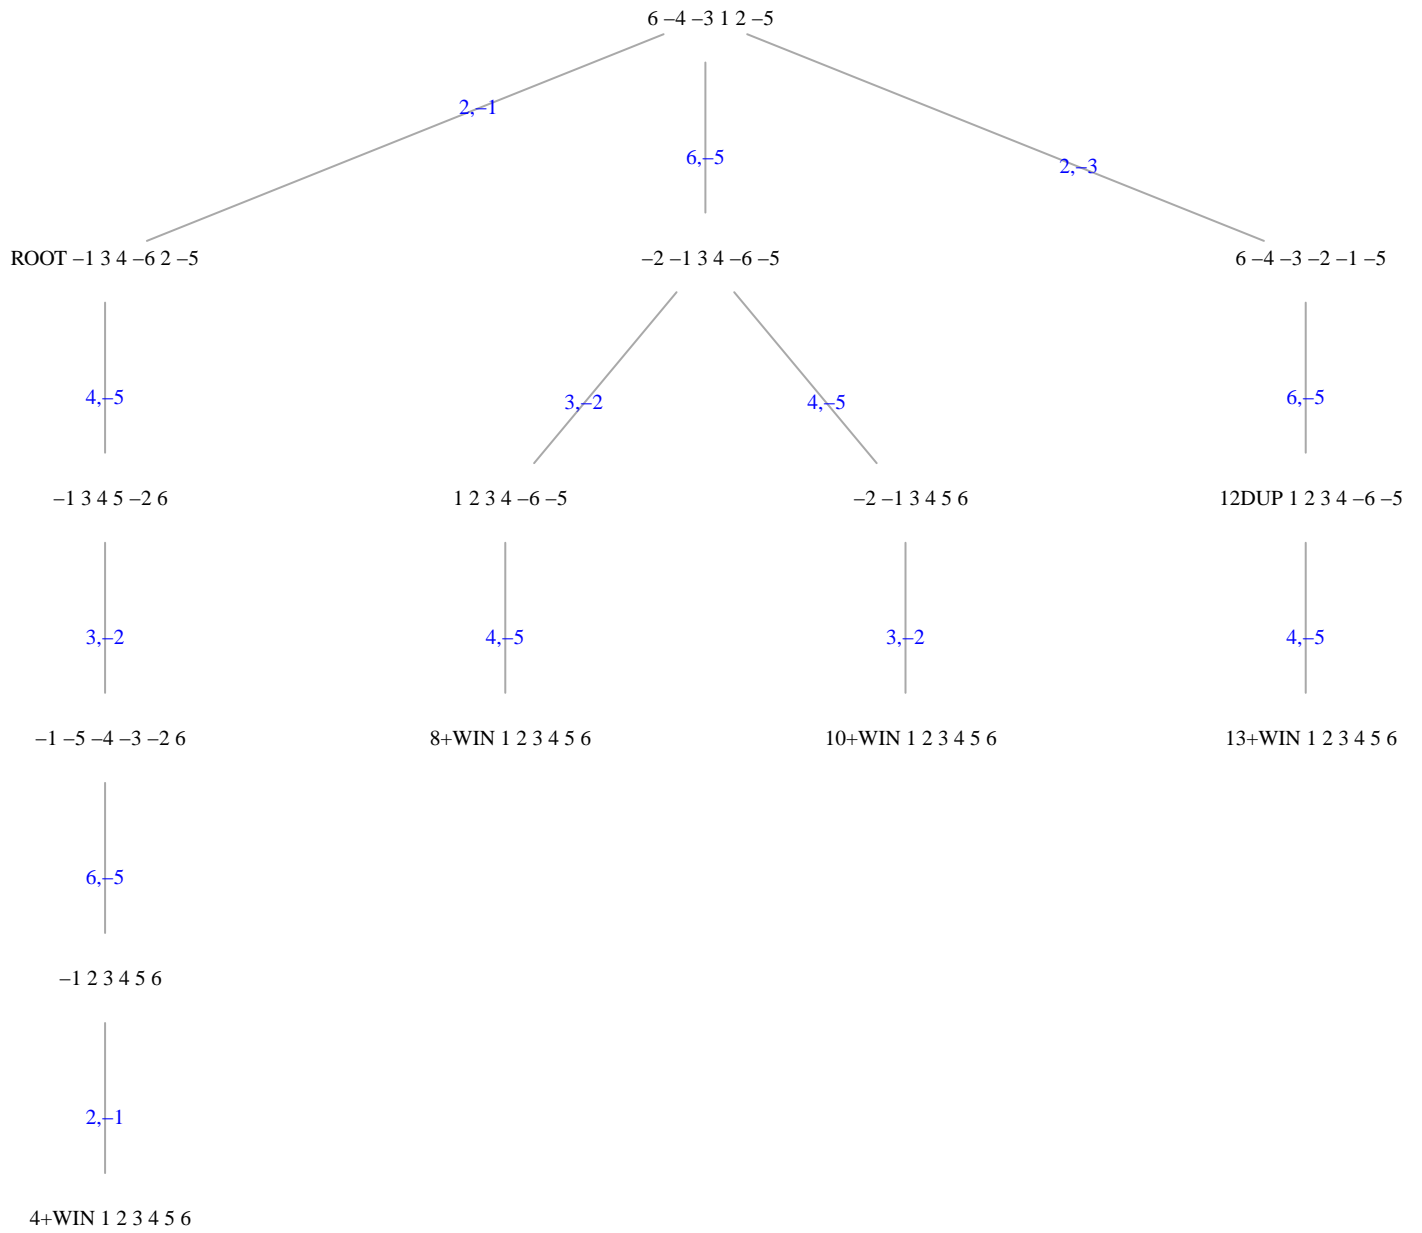 6 –4 –3 1 2 –5
2,–1
6,–5
2,–3
ROOT –1 3 4 –6 2 –5
–2 –1 3 4 –6 –5
6 –4 –3 –2 –1 –5
4,–5
3,–2
4,–5
6,–5
–1 3 4 5 –2 6
1 2 3 4 –6 –5
–2 –1 3 4 5 6
12DUP 1 2 3 4 –6 –5
3,–2
4,–5
3,–2
4,–5
–1 –5 –4 –3 –2 6
8+WIN 1 2 3 4 5 6
10+WIN 1 2 3 4 5 6
13+WIN 1 2 3 4 5 6
6,–5
–1 2 3 4 5 6
2,–1
4+WIN 1 2 3 4 5 6